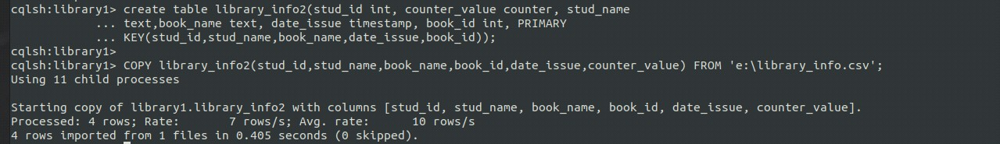 cqlsh:library1> create table library_info2(stud_id int, counter_value counter, stud_name
... text,book_name text, date_issue timestamp, book_id int, PRIMARY
... KEY(stud_id,stud_name,book_name,date_issue,book_id));
cqlsh:library1>
cqlsh:library1> COPY library_info2(stud_id,stud_name,book_name,book_id,date_issue,counter_value) FROM 'e:\library_info.csv';
Using 11 child processes
Starting copy of library1.library_info2 with columns [stud_id, stud_name, book_name, book_id, date_issue, counter_value].
Processed: 4 rows; Rate:       7 rows/s; Avg. rate:      10 rows/s
4 rows imported from 1 files in 0.405 seconds (0 skipped).